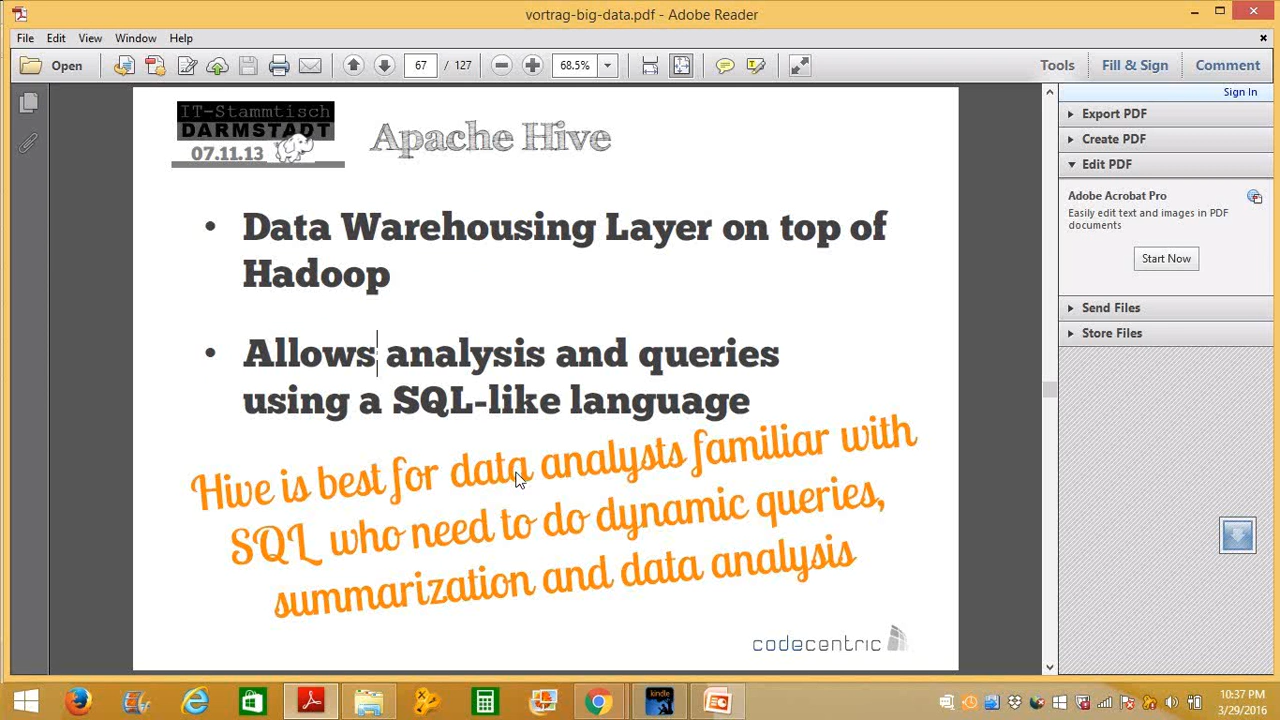 vortrag-big-data.pdf - Adobe Reader
File Edit View Window Help
Open 67 / 127 68.5% Tools Fill & Sign Comment
Sign In
Export PDF
Create PDF
Edit PDF
Adobe Acrobat Pro
Easily edit text and images in PDF
documents
Start Now
Send Files
Store Files
IT-Stammtisch
DARMSTADT
07.11.13
Apache Hive
• Data Warehousing Layer on top of
Hadoop
• Allows analysis and queries
using a SQL-like language
Hive is best for data analysts familiar with
SQL who need to do dynamic queries,
summarization and data analysis
codecentric
kindle
10:37 PM
3/29/2016